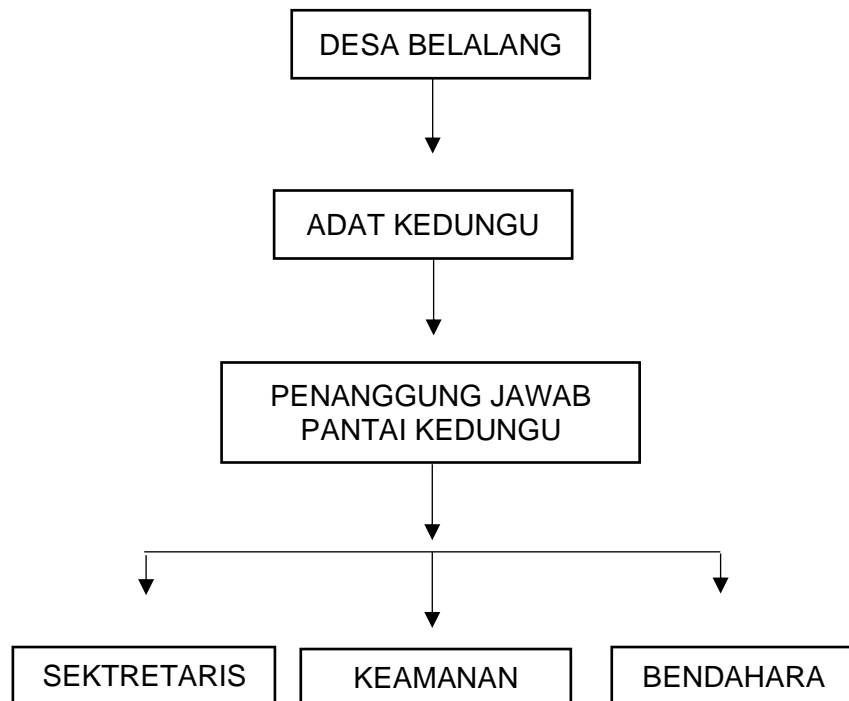 DESA BELALANG
ADAT KEDUNGU
PENANGGUNG JAWAB
PANTAI KEDUNGU
SEKTRETARIS
KEAMANAN
BENDAHARA